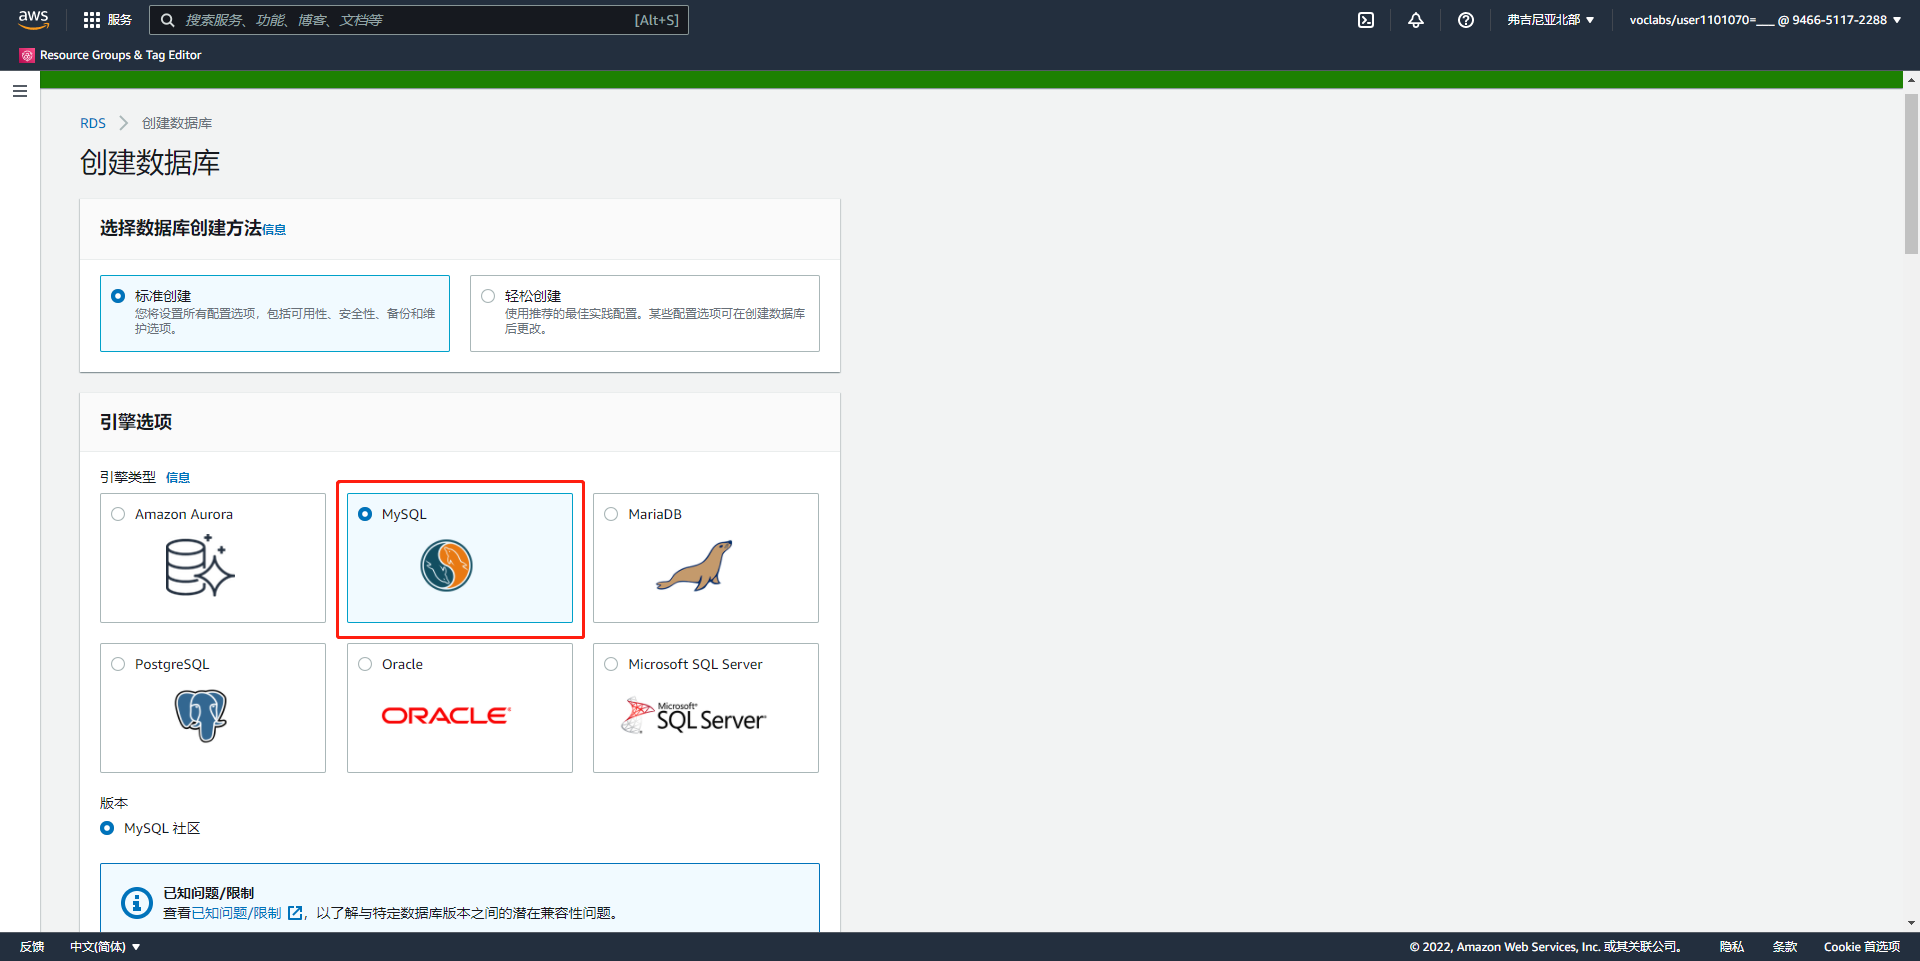 aws
服务
搜索服务、功能、博客、文档等
[Alt+S]
弗吉尼亚北部
voclabs/user1101070=___ @ 9466-5117-2288
Resource Groups & Tag Editor
RDS
创建数据库
创建数据库
选择数据库创建方法信息
标准创建
您将设置所有配置选项，包括可用性、安全性、备份和维
护选项。
轻松创建
使用推荐的最佳实践配置。某些配置选项可在创建数据库
后更改。
引擎选项
引擎类型 信息
Amazon Aurora
MySQL
MariaDB
PostgreSQL
Oracle
ORACLE
Microsoft SQL Server
Microsoft
SQL Server
版本
MySQL 社区
已知问题/限制
查看已知问题/限制，以了解与特定数据库版本之间的潜在兼容性问题。
反馈
中文(简体)
© 2022, Amazon Web Services, Inc. 或其关联公司。
隐私
条款
Cookie 首选项